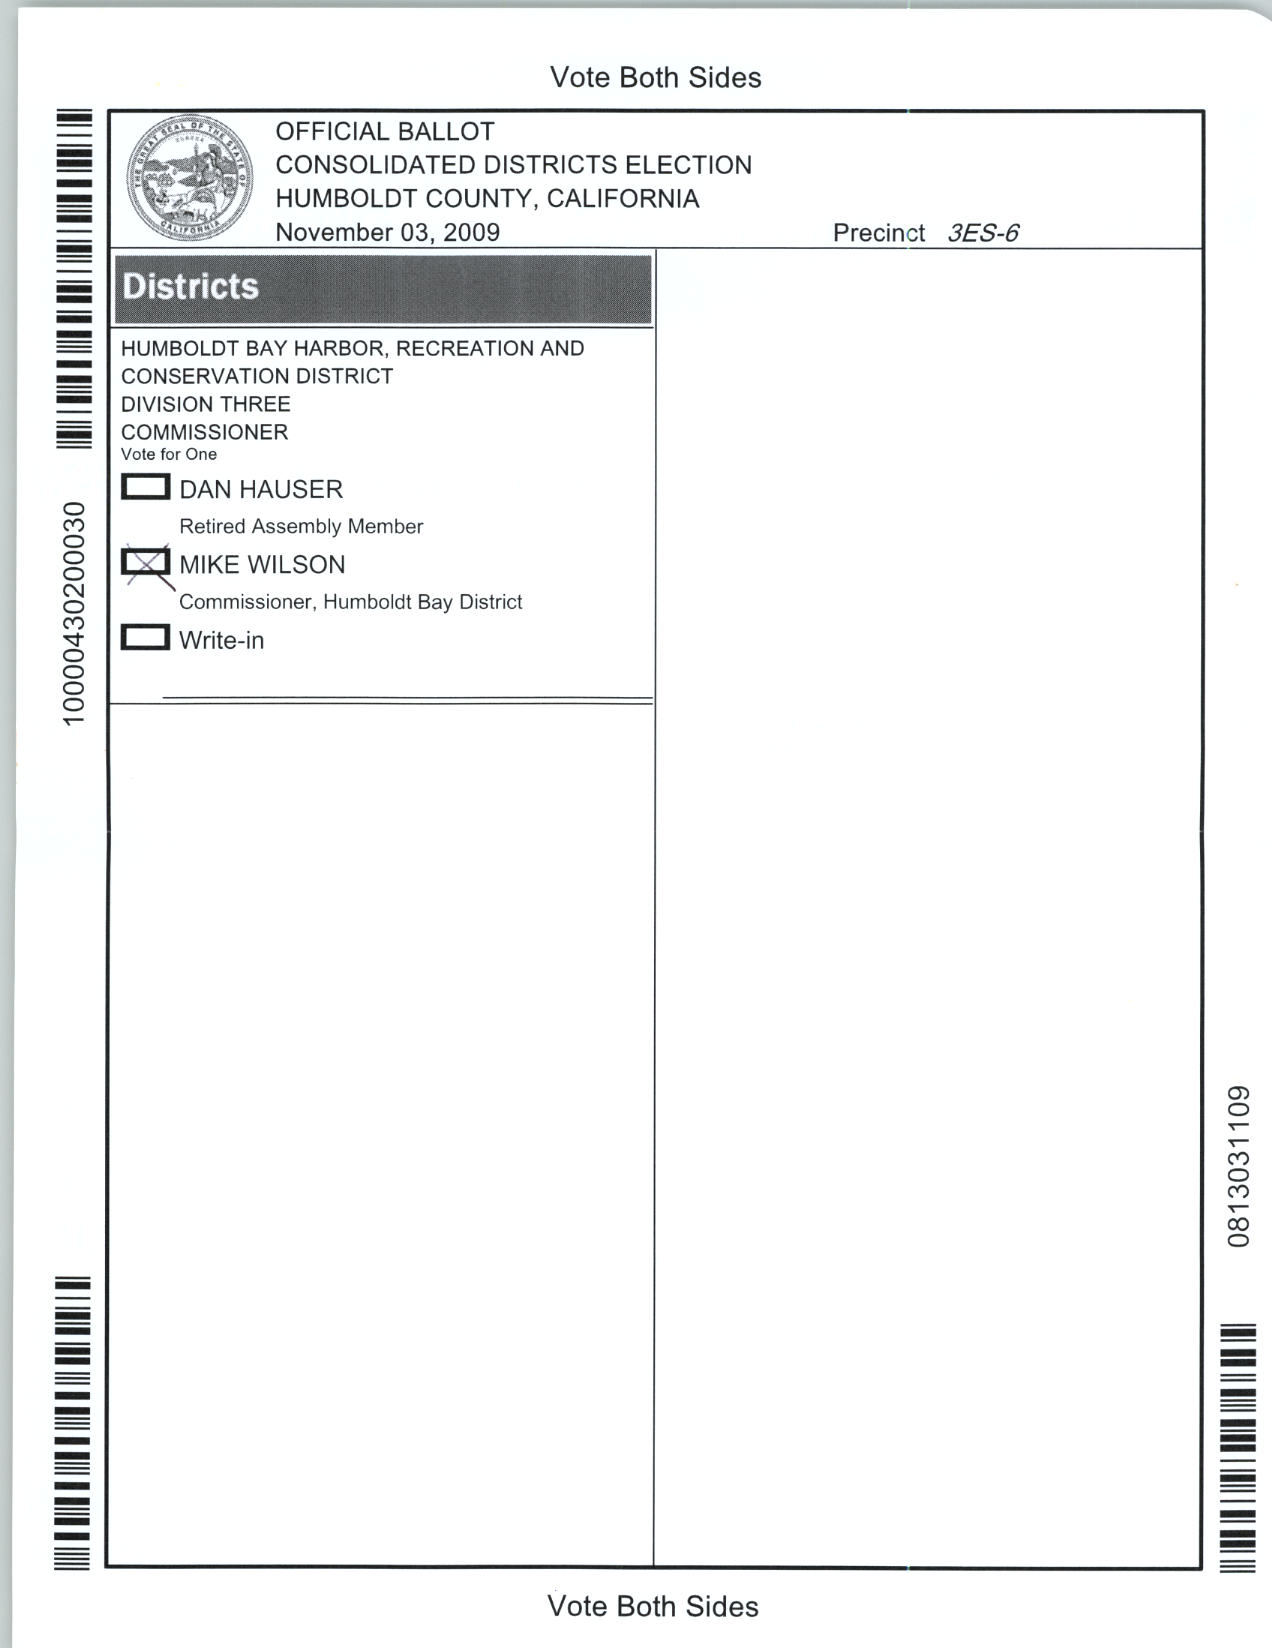 Vote Both Sides
OFFICIAL BALLOT
CONSOLIDATED DISTRICTS ELECTION
HUMBOLDT COUNTY, CALIFORNIA
November 03, 2009
Precinct 3ES-6
THE GREAT SEAL OF THE STATE OF CALIFORNIA
EUREKA
Districts
HUMBOLDT BAY HARBOR, RECREATION AND
CONSERVATION DISTRICT
DIVISION THREE
COMMISSIONER
Vote for One
DAN HAUSER
Retired Assembly Member
MIKE WILSON
Commissioner, Humboldt Bay District
Write-in
10000430200030
0813031109
Vote Both Sides